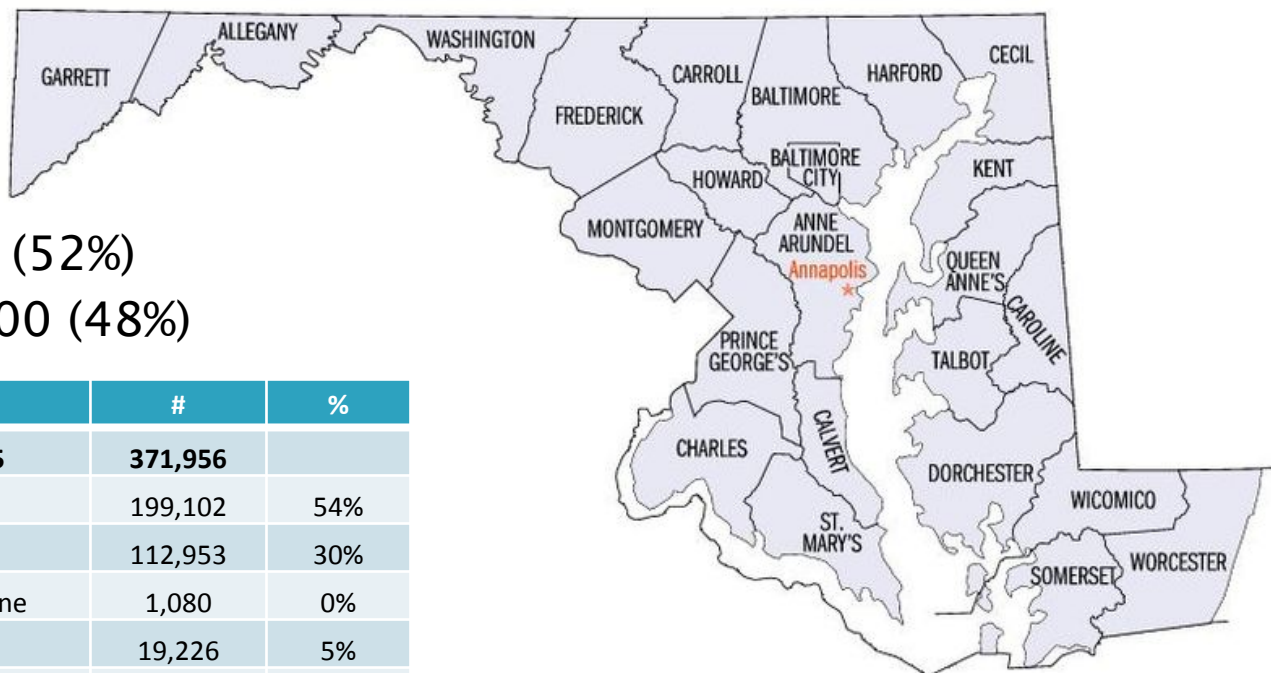 GARRETT
ALLEGANY
WASHINGTON
FREDERICK
CARROLL
BALTIMORE
HARFORD
CECIL
BALTIMORE
CITY
HOWARD
KENT
MONTGOMERY
ANNE
ARUNDEL
Annapolis
QUEEN
ANNE'S
CAROLINE
PRINCE
GEORGE'S
TALBOT
CHARLES
CALVERT
DORCHESTER
WICOMICO
ST.
MARY'S
SOMERSET
WORCESTER
(52%)
00 (48%)
# %
371,956
199,102 54%
112,953 30%
ne 1,080 0%
19,226 5%